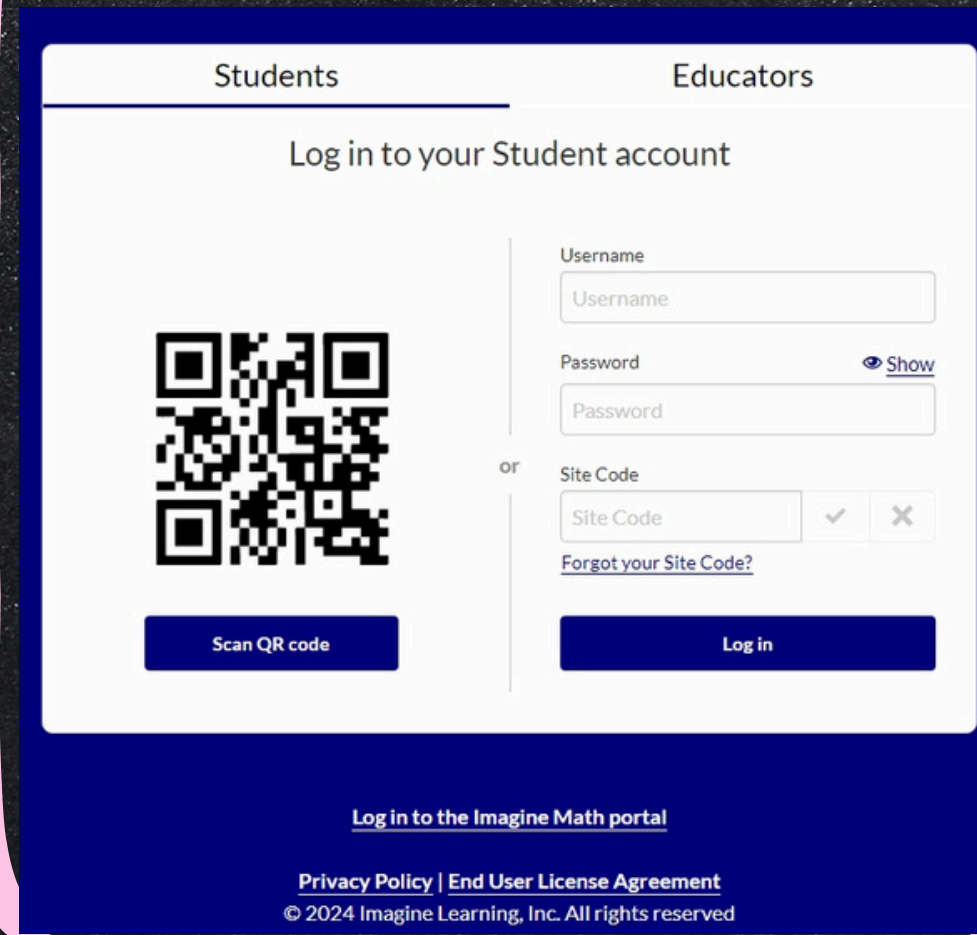 Students
Educators
Log in to your Student account
Username
Username
Password
Show
Password
or
Site Code
Site Code
Forgot your Site Code?
Scan QR code
Log in
Log in to the Imagine Math portal
Privacy Policy | End User License Agreement
© 2024 Imagine Learning, Inc. All rights reserved